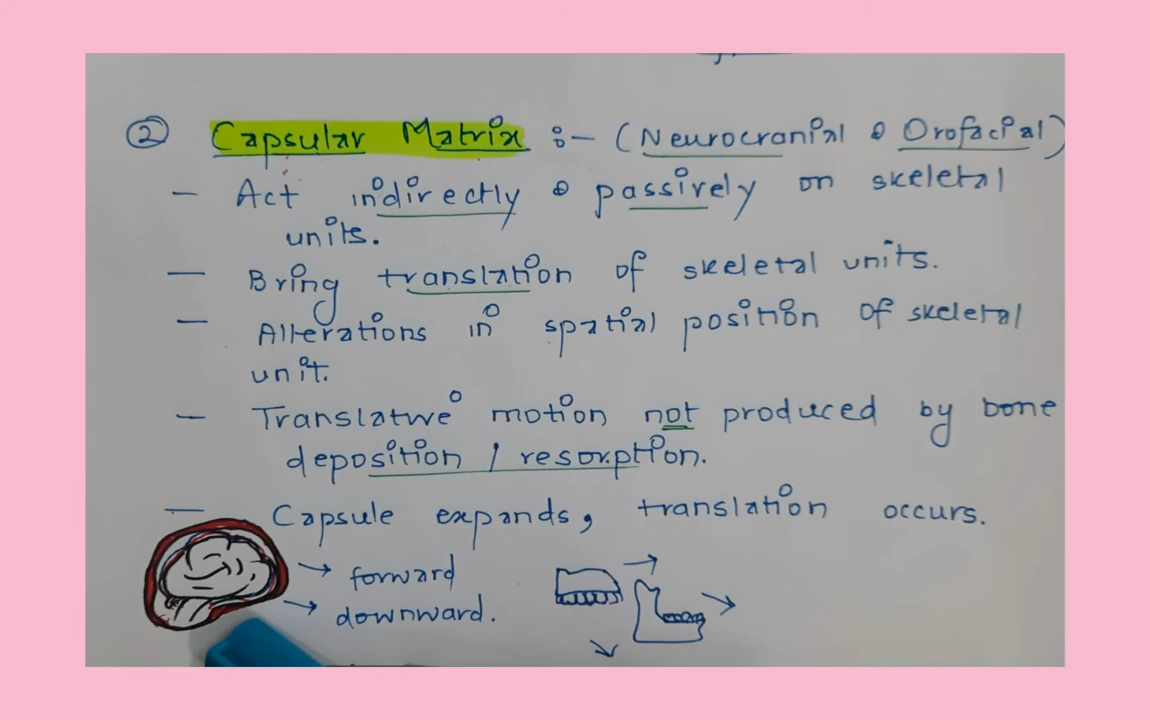 ② Capsular Matrix :- (Neurocranial & Orofacial)
- Act indirectly & passively on skeletal
units.
- Bring translation of skeletal units.
- Alterations in spatial position of skeletal
unit.
- Translative motion not produced by bone
deposition / resorption.
- Capsule expands, translation occurs.
→ forward
→ downward.